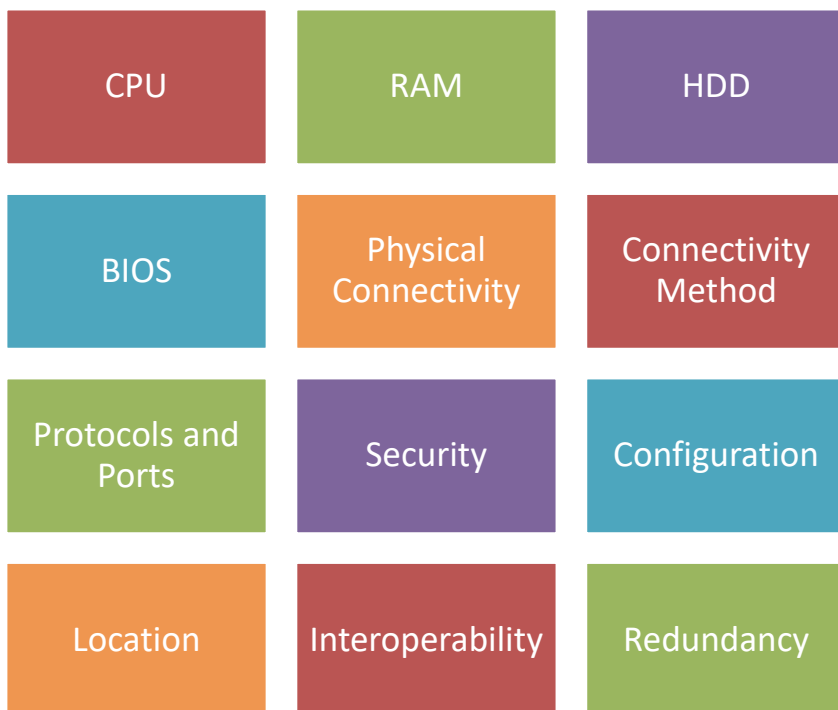 CPU
RAM
HDD
BIOS
Physical
Connectivity
Connectivity
Method
Protocols and
Ports
Security
Configuration
Location
Interoperability
Redundancy